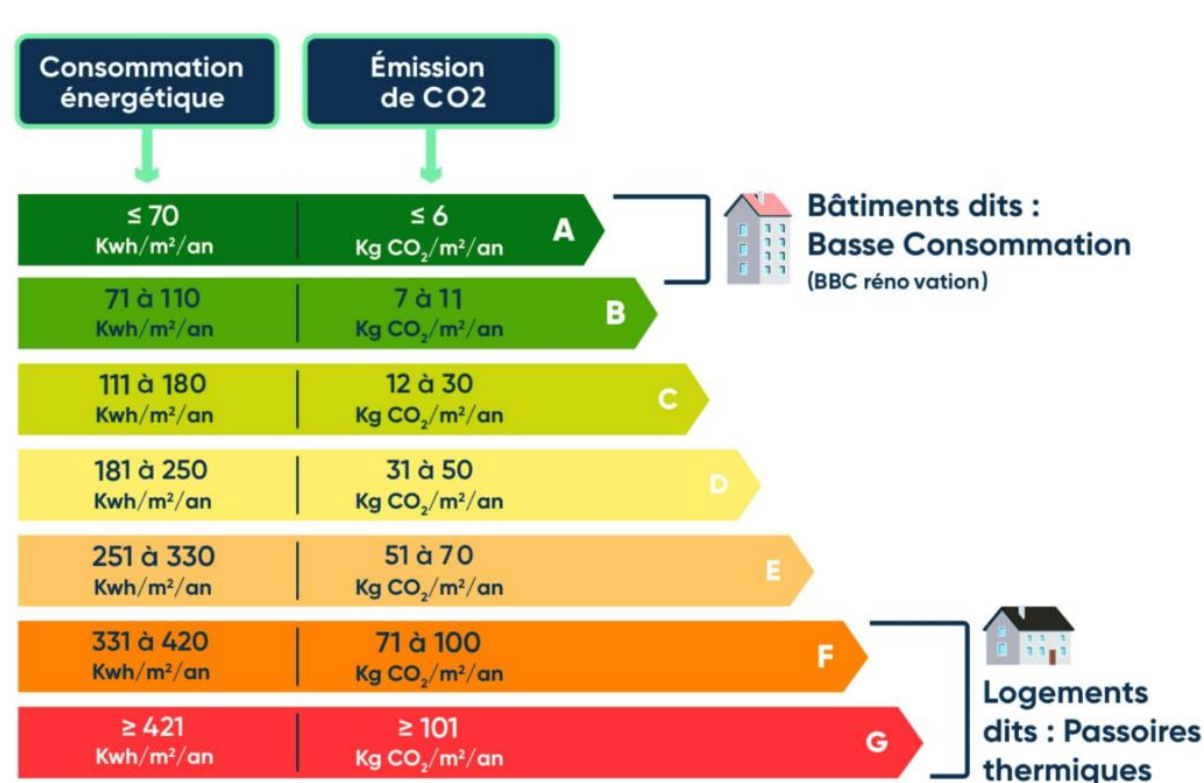 Consommation
énergétique
Émission
de CO2
≤ 70
Kwh/m²/an
≤ 6
Kg CO₂/m²/an
A
Bâtiments dits :
Basse Consommation
(BBC réno vation)
71 à 110
Kwh/m²/an
7 à 11
Kg CO₂/m²/an
B
111 à 180
Kwh/m²/an
12 à 30
Kg CO₂/m²/an
C
181 à 250
Kwh/m²/an
31 à 50
Kg CO₂/m²/an
D
251 à 330
Kwh/m²/an
51 à 70
Kg CO₂/m²/an
E
331 à 420
Kwh/m²/an
71 à 100
Kg CO₂/m²/an
F
≥ 421
Kwh/m²/an
≥ 101
Kg CO₂/m²/an
G
Logements
dits : Passoires
thermiques